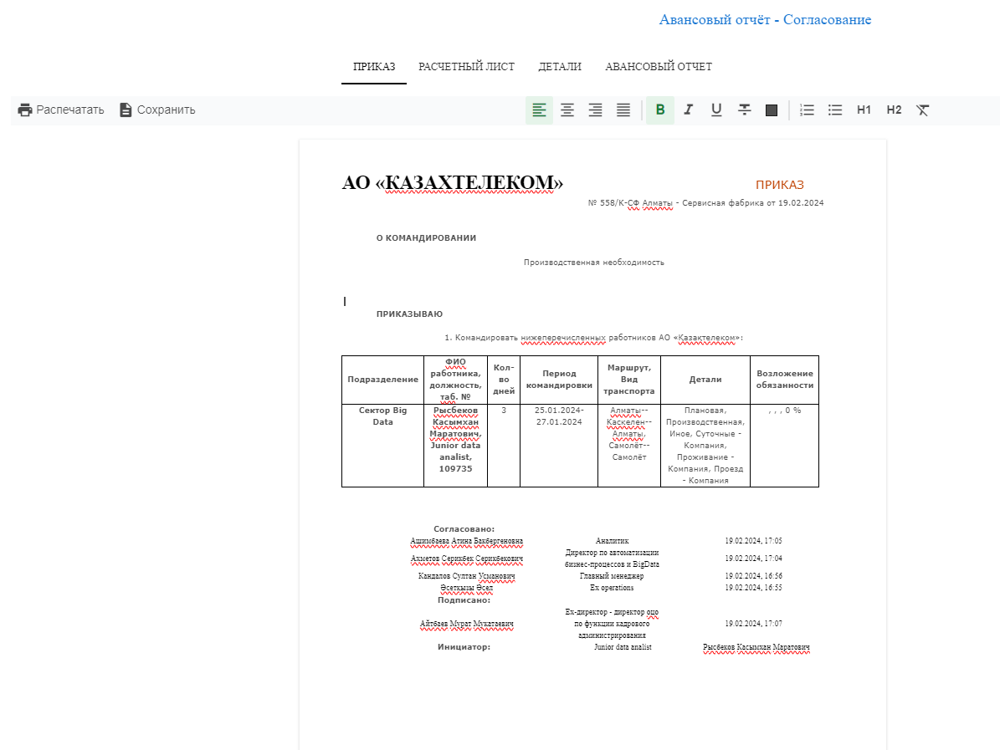 Авансовый отчёт - Согласование
ПРИКАЗ РАСЧЕТНЫЙ ЛИСТ ДЕТАЛИ АВАНСОВЫЙ ОТЧЕТ
Распечатать Сохранить B I U H1 H2
АО «КАЗАХТЕЛЕКОМ» ПРИКАЗ
№ 558/К-СФ Алматы - Сервисная фабрика от 19.02.2024
О КОМАНДИРОВАНИИ
Производственная необходимость
ПРИКАЗЫВАЮ
1. Командировать нижеперечисленных работников АО «Қазақтелеком»:
Подразделение
ФИО
работника,
должность,
таб. №
Кол-
во
дней
Период
командировки
Маршрут,
Вид
транспорта
Детали
Возложение
обязанности
Сектор Big
Data
Рысбеков
Касымхан
Маратович,
Junior data
analist,
109735
3
25.01.2024-
27.01.2024
Алматы--
Каскелен--
Алматы,
Самолёт--
Самолёт
Плановая,
Производственная,
Иное, Суточные -
Компания,
Проживание -
Компания, Проезд
- Компания
, , , 0 %
Согласовано:
Ашимбаева Атина Бакбергеновна Аналитик 19.02.2024, 17:05
Ахметов Серикбек Серикбекович
Директор по автоматизации
бизнес-процессов и BigData
19.02.2024, 17:04
Кандалов Султан Усманович Главный менеджер 19.02.2024, 16:56
Әсетқызы Әсел Ex operations 19.02.2024, 16:55
Подписано:
Айтбаев Мурат Мукатаевич
Ex-директор - директор оцо
по функции кадрового
администрирования
19.02.2024, 17:07
Инициатор: Junior data analist Рысбеков Касымхан Маратович